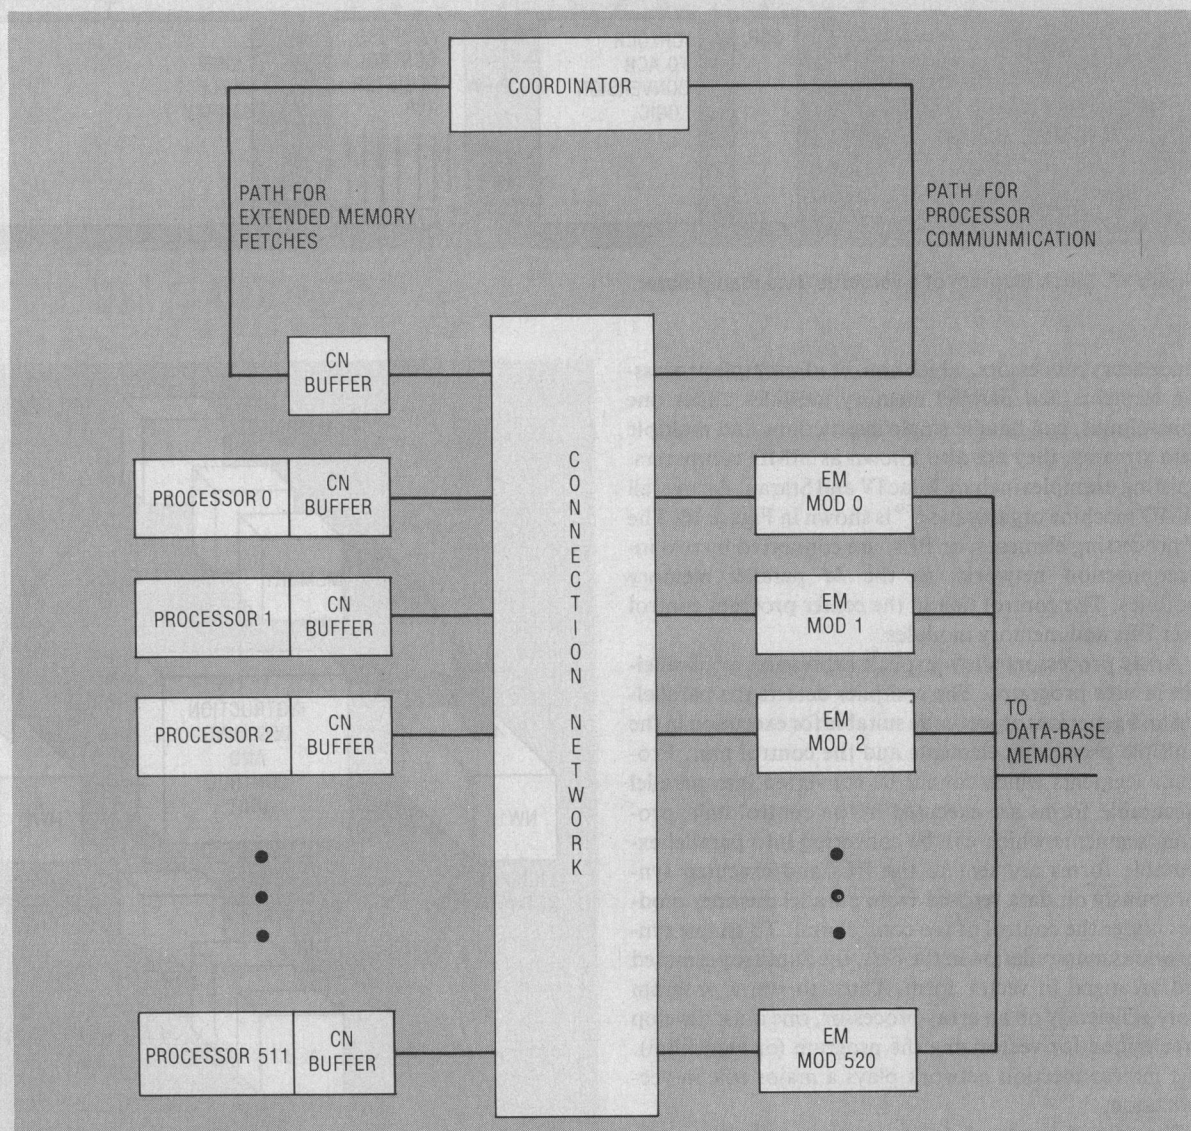 COORDINATOR
PATH FOR
EXTENDED MEMORY
FETCHES
PATH FOR
PROCESSOR
COMMUNMICATION
CN
BUFFER
CONNECTION NETWORK
PROCESSOR 0
CN
BUFFER
EM
MOD 0
PROCESSOR 1
CN
BUFFER
EM
MOD 1
PROCESSOR 2
CN
BUFFER
EM
MOD 2
TO
DATA-BASE
MEMORY
PROCESSOR 511
CN
BUFFER
EM
MOD 520